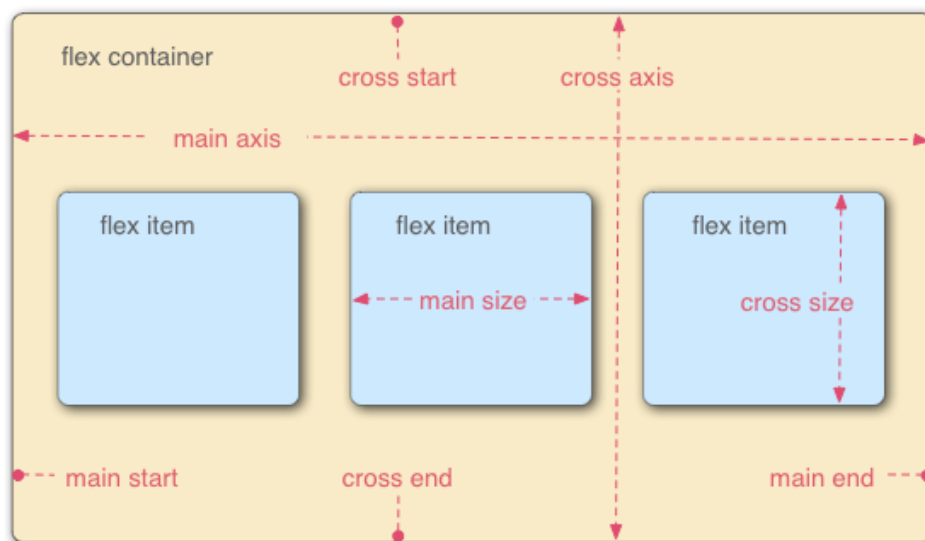 flex container
cross start
cross axis
main axis
flex item
flex item
flex item
main size
cross size
main start
cross end
main end